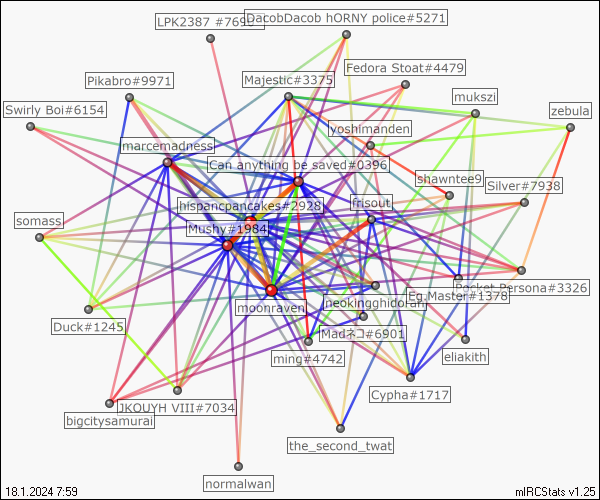 LPK2387 #7690
DacobDacob hORNY police#5271
Fedora Stoat#4479
Pikabro#9971
Majestic#3375
mukszi
Swirly Boi#6154
zebula
yoshimanden
marcemadness
Can anything be saved#0396
shawntee9
Silver#7938
hispancpancakes#2928
frisout
somass
Mushy#1984
Pocket Persona#3326
Eg.Master#1378
moonraven
neokingghidorah
Duck#1245
Madネコ#6901
ming#4742
eliakith
Cypha#1717
JKOUYH VIII#7034
bigcitysamurai
the_second_twat
normalwan
18.1.2024 7:59
mIRCStats v1.25